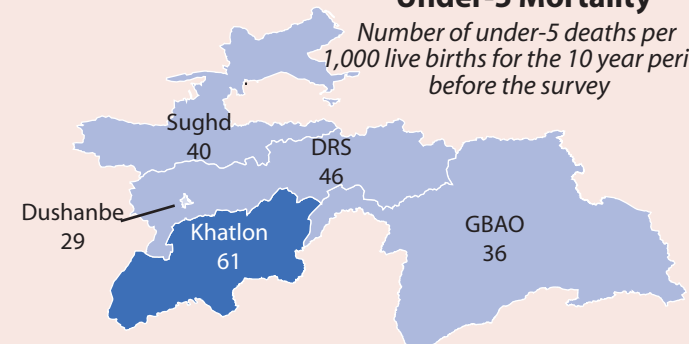 Under-5 Mortality
Number of under-5 deaths per
1,000 live births for the 10 year peri
before the survey
Sughd
40
DRS
46
Dushanbe
29
Khatlon
61
GBAO
36